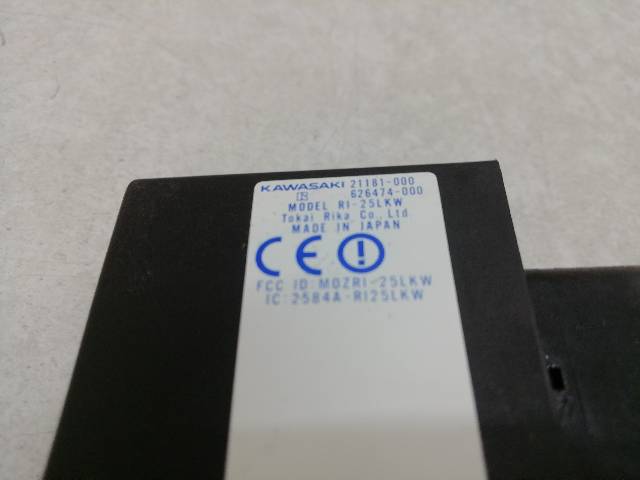 KAWASAKI 21181-000
626474-000
MODEL RI-25LKW
Tokai Rika Co., Ltd
MADE IN JAPAN
CE
FCC ID: MOZRI-25LKW
IC: 2584A-RI25LKW